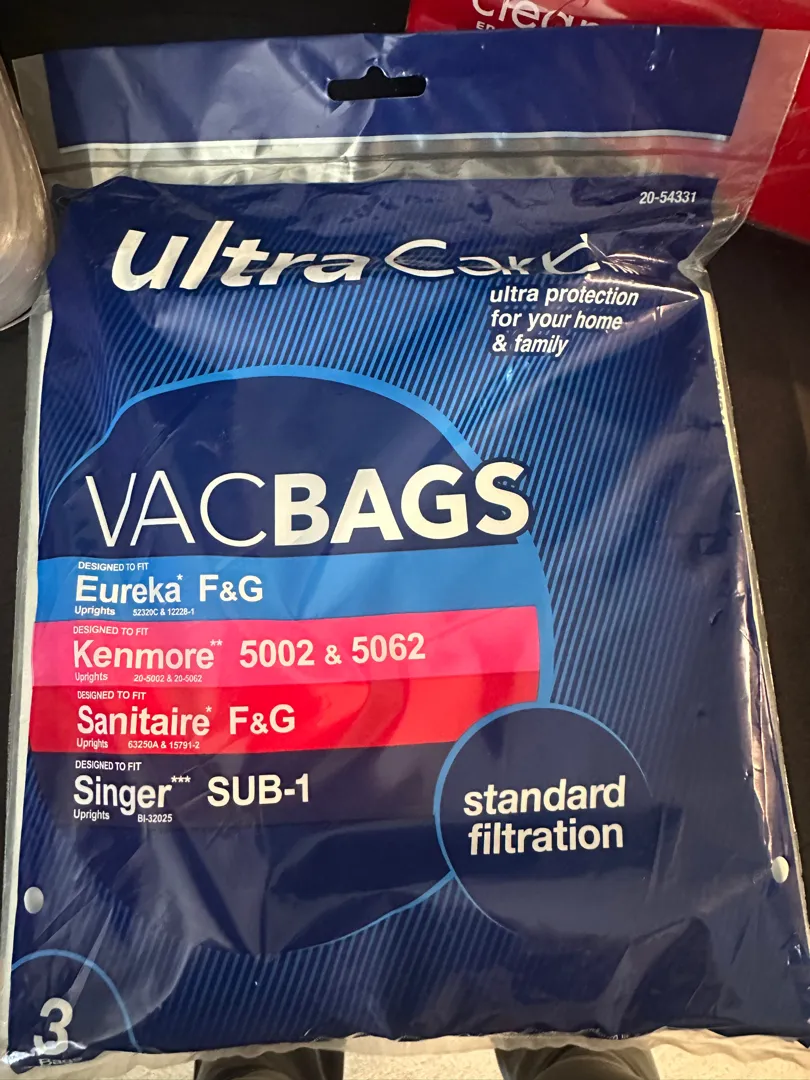 clean
20-54331
ultra Care
ultra protection
for your home
& family
VACBAGS
DESIGNED TO FIT
Eureka* F&G
Uprights 52320C & 12228-1
DESIGNED TO FIT
Kenmore** 5002 & 5062
Uprights 20-5002 & 20-5062
DESIGNED TO FIT
Sanitaire* F&G
Uprights 63250A & 15791-2
DESIGNED TO FIT
Singer*** SUB-1
Uprights BI-32025
standard
filtration
3
Bags